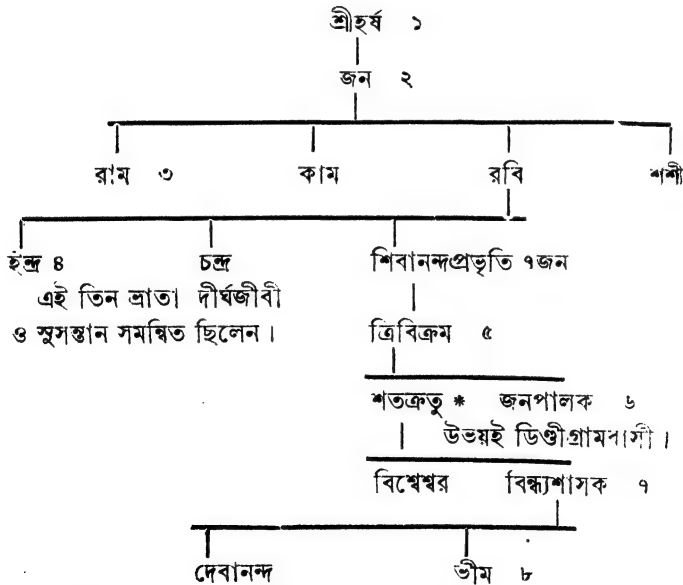 শ্রীহর্ষ ১
জন ২
রাম ৩ কাম রবি শশী
ইন্দ্র ৪ চন্দ্র শিবানন্দপ্রভৃতি ৭জন
এই তিন ভ্রাতা দীর্ঘজীবী
ও সুসন্তান সমন্বিত ছিলেন।
ত্রিবিক্রম ৫
শতক্রতু * জনপালক ৬
উভয়ই ডিণ্ডীগ্রামবাসী।
বিশ্বেশ্বর বিন্ধ্যশাসক ৭
দেবানন্দ ভীম ৮